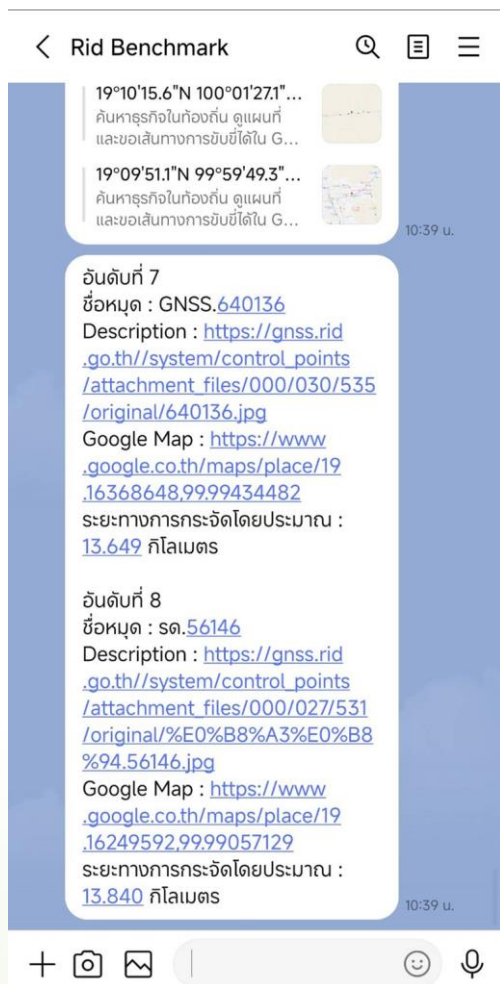 Rid Benchmark
19°10'15.6"N 100°01'27.1"...
ค้นหาธุรกิจในท้องถิ่น ดูแผนที่
และขอเส้นทางการขับขี่ได้ใน G...
19°09'51.1"N 99°59'49.3"...
ค้นหาธุรกิจในท้องถิ่น ดูแผนที่
และขอเส้นทางการขับขี่ได้ใน G...
10:39 น.
อันดับที่ 7
ชื่อหมุด : GNSS.640136
Description : https://gnss.rid
.go.th//system/control_points
/attachment_files/000/030/535
/original/640136.jpg
Google Map : https://www
.google.co.th/maps/place/19
.16368648,99.99434482
ระยะทางการกระจัดโดยประมาณ :
13.649 กิโลเมตร
อันดับที่ 8
ชื่อหมุด : รด.56146
Description : https://gnss.rid
.go.th//system/control_points
/attachment_files/000/027/531
/original/%E0%B8%A3%E0%B8
%94.56146.jpg
Google Map : https://www
.google.co.th/maps/place/19
.16249592,99.99057129
ระยะทางการกระจัดโดยประมาณ :
13.840 กิโลเมตร
10:39 น.